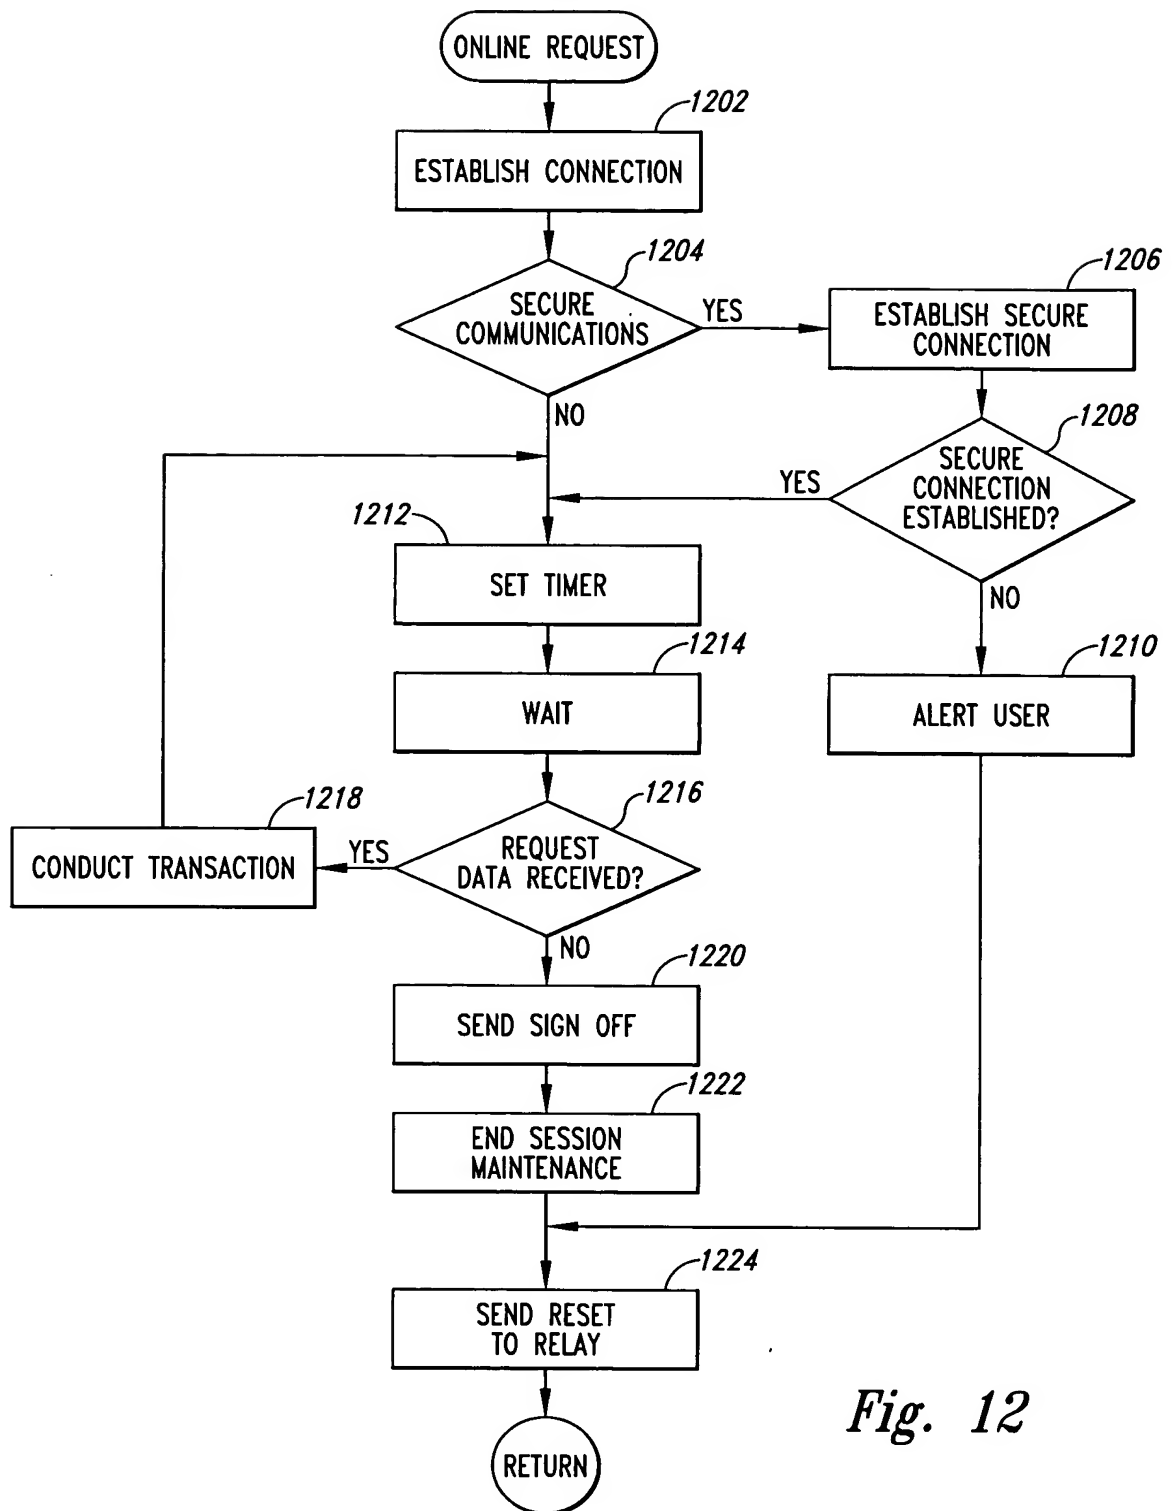 ONLINE REQUEST
1202
ESTABLISH CONNECTION
1204
SECURE
COMMUNICATIONS
YES
1206
ESTABLISH SECURE
CONNECTION
NO
1208
SECURE
CONNECTION
ESTABLISHED?
YES
NO
1212
SET TIMER
1214
WAIT
1210
ALERT USER
1216
REQUEST
DATA RECEIVED?
YES
1218
CONDUCT TRANSACTION
NO
1220
SEND SIGN OFF
1222
END SESSION
MAINTENANCE
1224
SEND RESET
TO RELAY
RETURN
Fig. 12